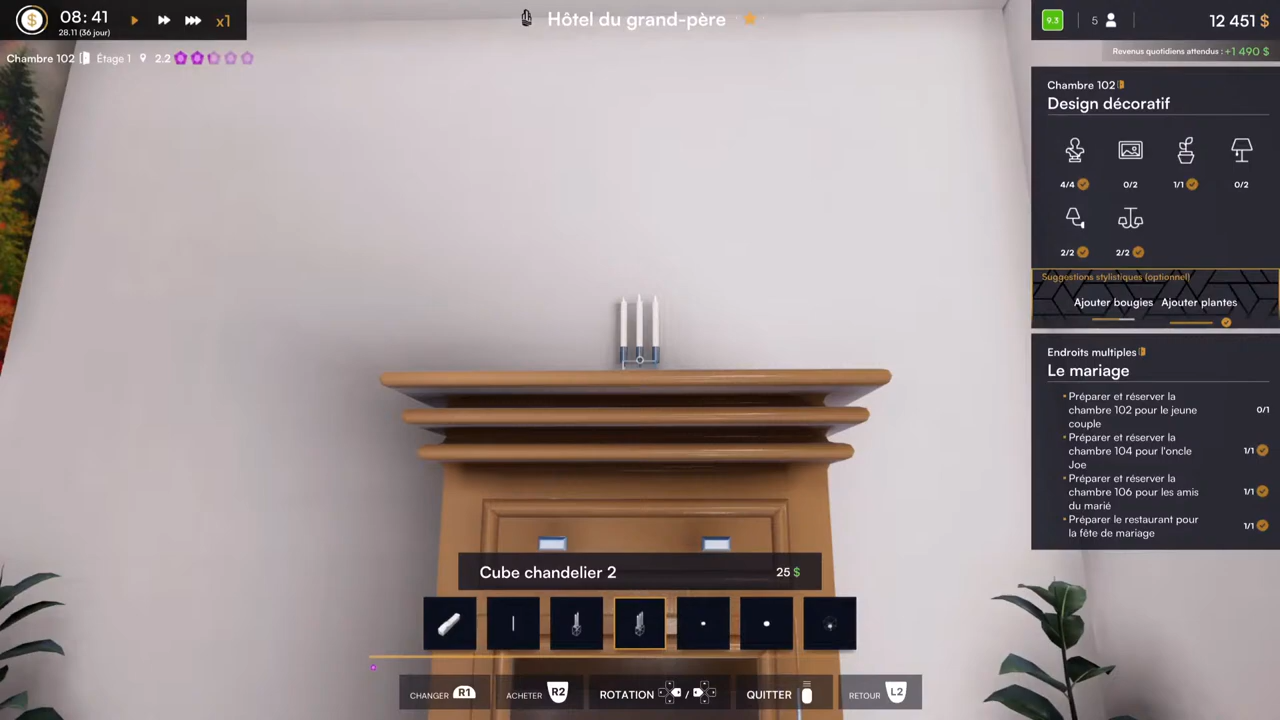 08:41
28.11 (36 jour)
x1
Hôtel du grand-père
9.3
5
12 451 $
Revenus quotidiens attendus : +1 490 $
Chambre 102
Étage 1
2.2
Chambre 102
Design décoratif
4/4
0/2
1/1
0/2
2/2
2/2
Suggestions stylistiques (optionnel)
Ajouter bougies
Ajouter plantes
Endroits multiples
Le mariage
Préparer et réserver la
chambre 102 pour le jeune
couple
0/1
Préparer et réserver la
chambre 104 pour l'oncle
Joe
1/1
Préparer et réserver la
chambre 106 pour les amis
du marié
1/1
Préparer le restaurant pour
la fête de mariage
1/1
Cube chandelier 2
25 $
CHANGER R1
ACHETER R2
ROTATION /
QUITTER
RETOUR L2